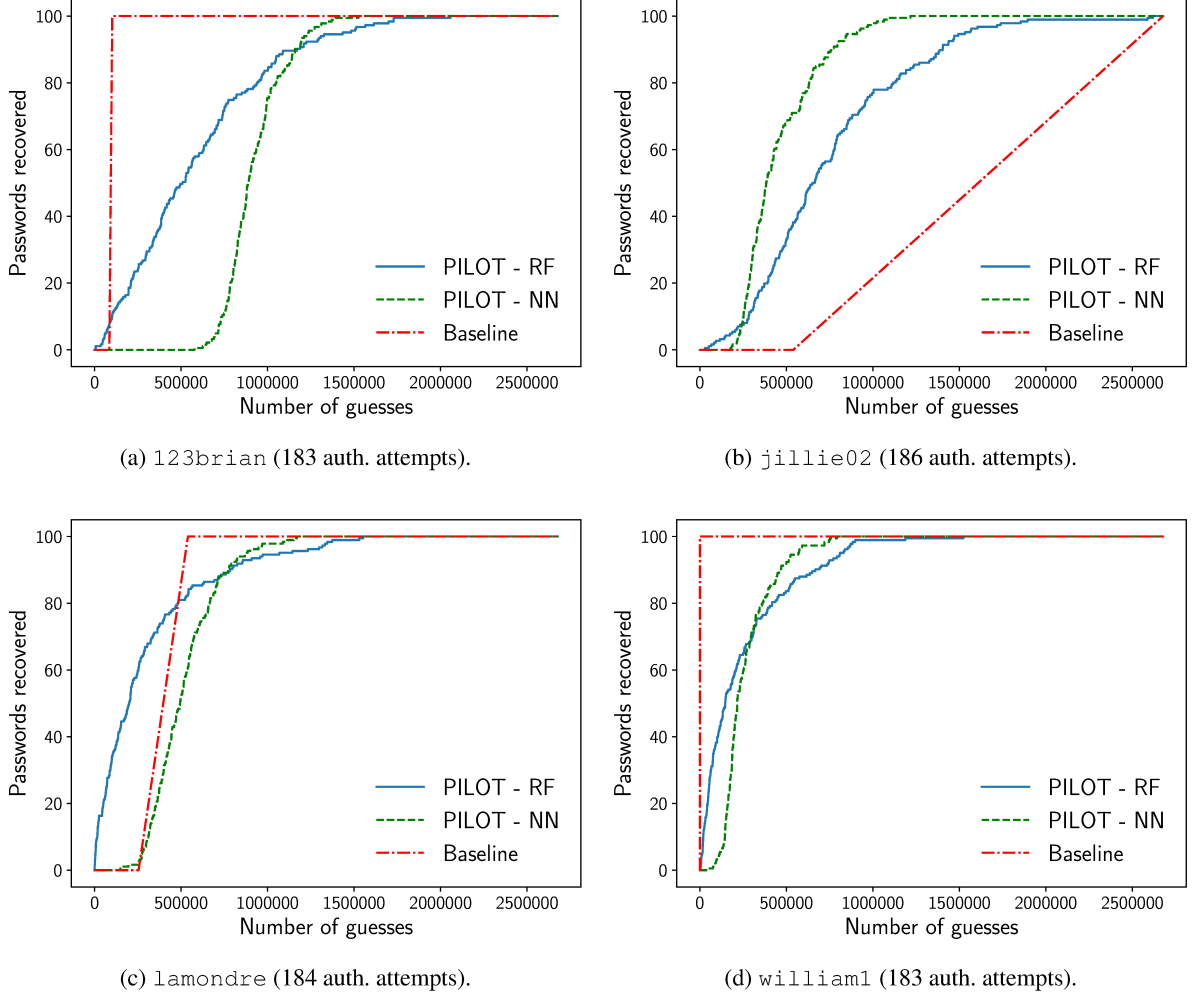 100
80
60
40
20
0
Passwords recovered
PILOT - RF
PILOT - NN
Baseline
0 500000 1000000 1500000 2000000 2500000
Number of guesses
(a) 123brian (183 auth. attempts).
100
80
60
40
20
0
Passwords recovered
PILOT - RF
PILOT - NN
Baseline
0 500000 1000000 1500000 2000000 2500000
Number of guesses
(b) jillie02 (186 auth. attempts).
100
80
60
40
20
0
Passwords recovered
PILOT - RF
PILOT - NN
Baseline
0 500000 1000000 1500000 2000000 2500000
Number of guesses
(c) lamondre (184 auth. attempts).
100
80
60
40
20
0
Passwords recovered
PILOT - RF
PILOT - NN
Baseline
0 500000 1000000 1500000 2000000 2500000
Number of guesses
(d) william1 (183 auth. attempts).